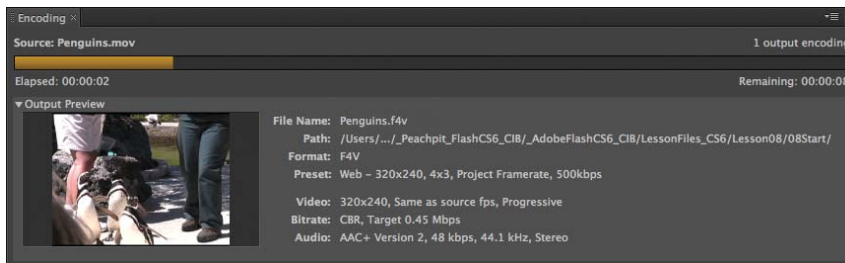 Encoding ×
Source: Penguins.mov 1 output encoding
Elapsed: 00:00:02 Remaining: 00:00:08
Output Preview
File Name: Penguins.f4v
Path: /Users/.../_Peachpit_FlashCS6_CIB/_AdobeFlashCS6_CIB/LessonFiles_CS6/Lesson08/08Start/
Format: F4V
Preset: Web - 320x240, 4x3, Project Framerate, 500kbps
Video: 320x240, Same as source fps, Progressive
Bitrate: CBR, Target 0.45 Mbps
Audio: AAC+ Version 2, 48 kbps, 44.1 kHz, Stereo